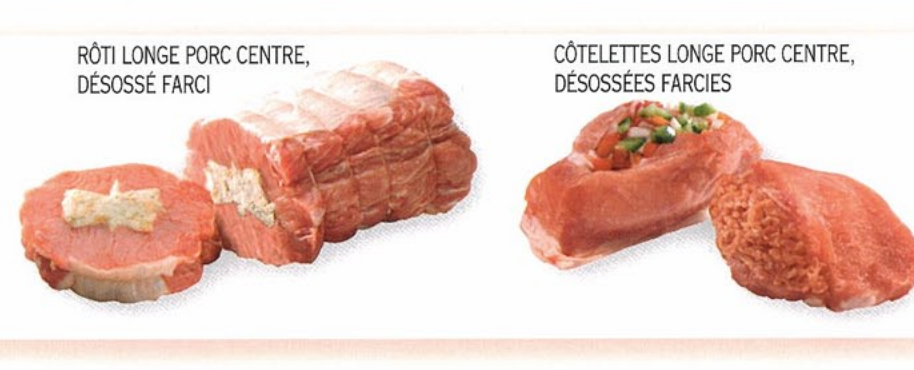 RÔTI LONGE PORC CENTRE,
DÉSOSSÉ FARCI
CÔTELETTES LONGE PORC CENTRE,
DÉSOSSÉES FARCIES